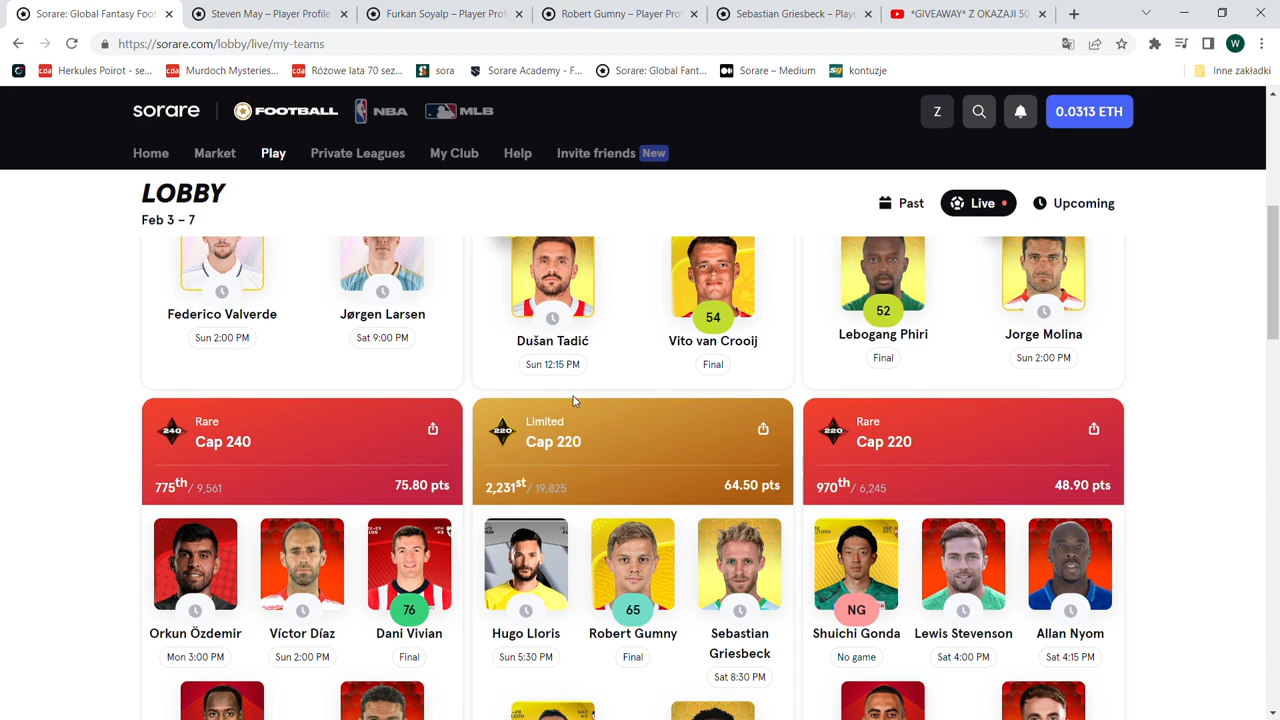 Sorare: Global Fantasy Foot
Steven May – Player Profile
Furkan Soyalp – Player Prof
Robert Gumny – Player Prof
Sebastian Griesbeck – Playe
*GIVEAWAY* Z OKAZAJI 50
https://sorare.com/lobby/live/my-teams
W
Herkules Poirot - se...
Murdoch Mysteries...
Różowe lata 70 sez...
sora
Sorare Academy - F...
Sorare: Global Fant...
Sorare – Medium
kontuzje
Inne zakładki
sorare
FOOTBALL
NBA
MLB
Z
0.0313 ETH
Home
Market
Play
Private Leagues
My Club
Help
Invite friends New
LOBBY
Feb 3 – 7
Past
Live
Upcoming
Federico Valverde
Sun 2:00 PM
Jørgen Larsen
Sat 9:00 PM
Dušan Tadić
Sun 12:15 PM
54
Vito van Crooij
Final
52
Lebogang Phiri
Final
Jorge Molina
Sun 2:00 PM
240
Rare
Cap 240
775th / 9,561
75.80 pts
220
Limited
Cap 220
2,231st / 19,825
64.50 pts
220
Rare
Cap 220
970th / 6,245
48.90 pts
Orkun Özdemir
Mon 3:00 PM
Víctor Díaz
Sun 2:00 PM
76
Dani Vivian
Final
Hugo Lloris
Sun 5:30 PM
65
Robert Gumny
Final
Sebastian
Griesbeck
Sat 8:30 PM
NG
Shuichi Gonda
No game
Lewis Stevenson
Sat 4:00 PM
Allan Nyom
Sat 4:15 PM